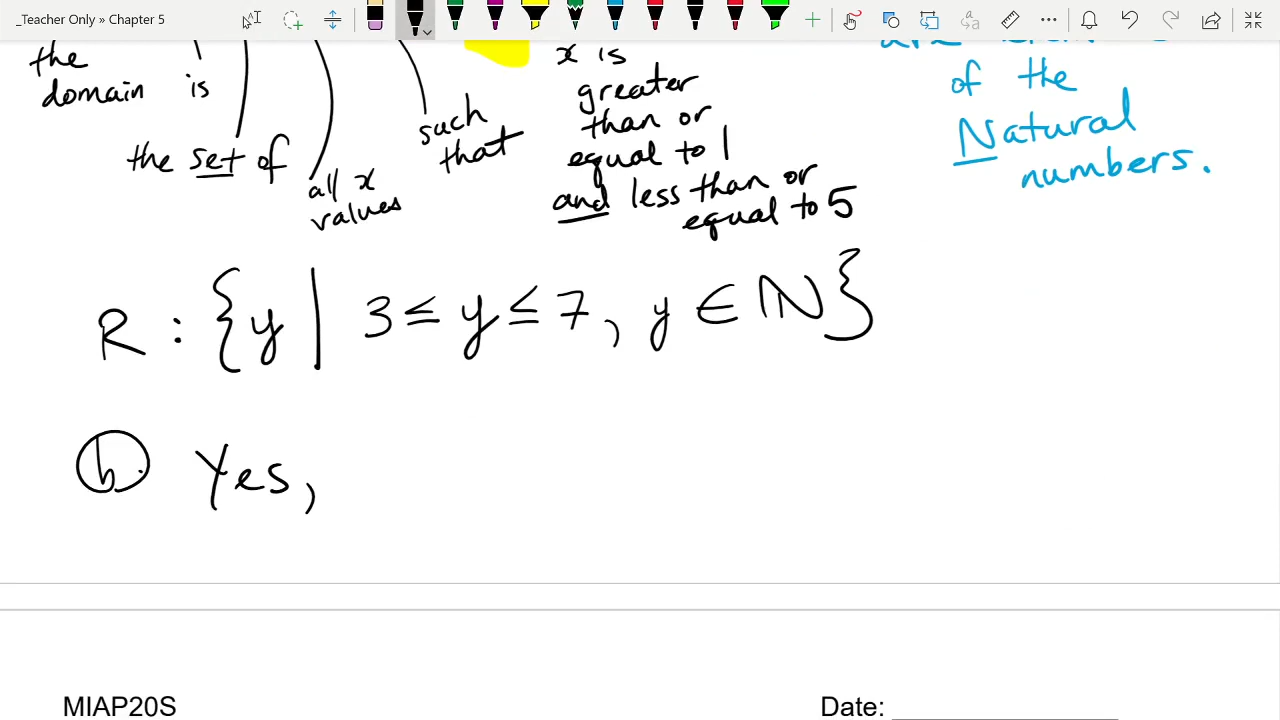 _Teacher Only » Chapter 5
the
domain is
the set of
all x
values
such
that
x is
greater
than or
equal to 1
and less than or
equal to 5
of the
Natural
numbers.
R : {y | 3 ≤ y ≤ 7, y ∈ ℕ}
b. Yes,
MIAP20S
Date: ____________